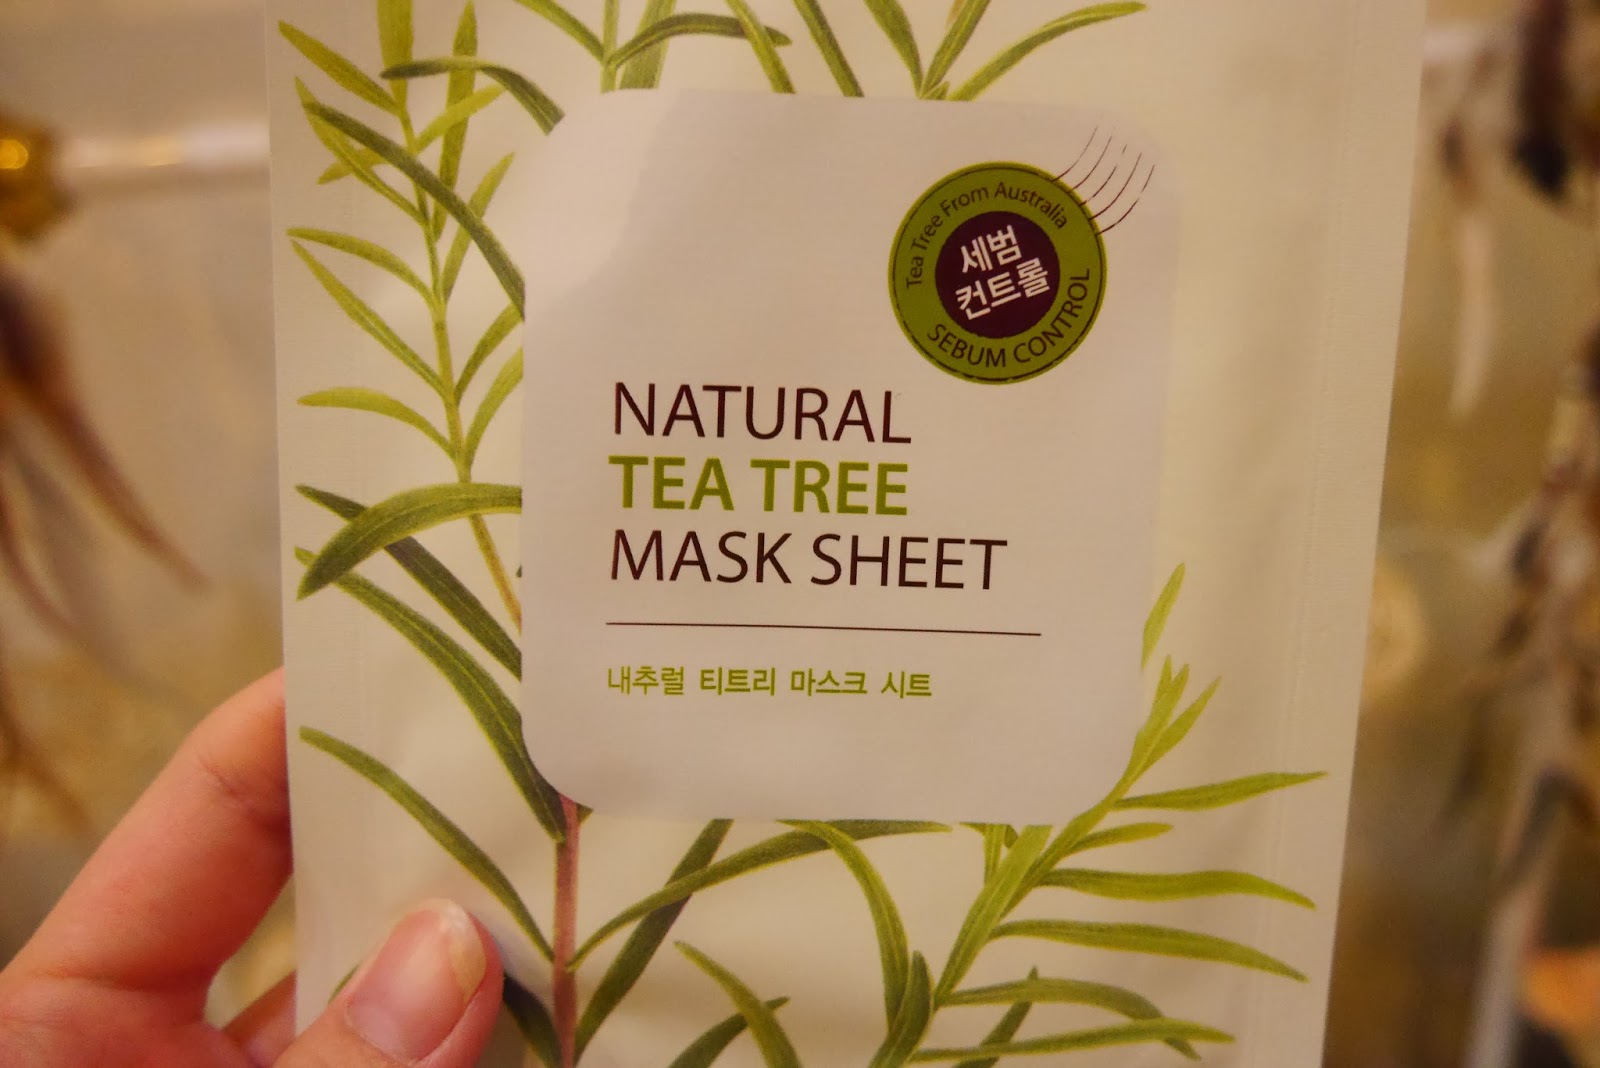 Tea Tree From Australia
세범
컨트롤
SEBUM CONTROL
NATURAL
TEA TREE
MASK SHEET
내추럴 티트리 마스크 시트